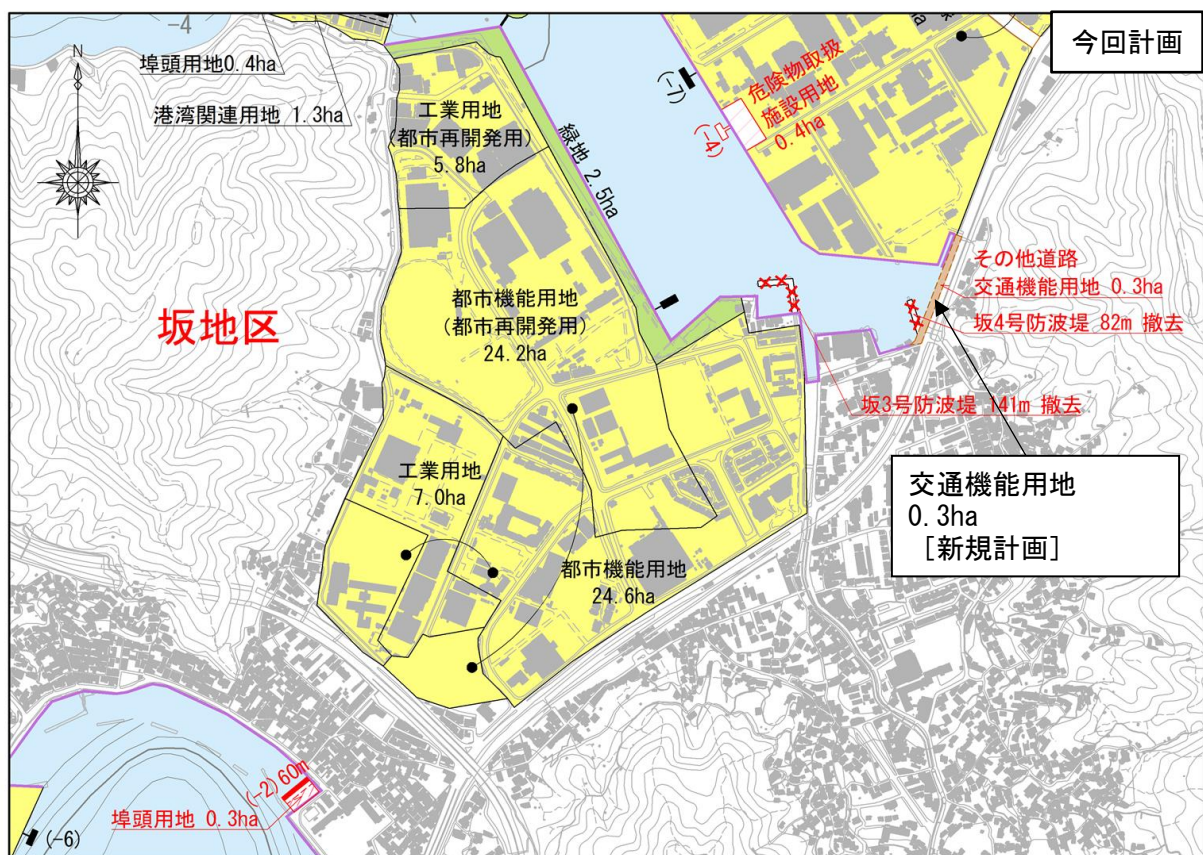 今回計画
-4
N
埠頭用地0.4ha
港湾関連用地 1.3ha
工業用地
(都市再開発用)
5.8ha
緑地 2.5ha
(-7)
(-4)
危険物取扱
施設用地
0.4ha
ha
坂地区
都市機能用地
(都市再開発用)
24.2ha
その他道路
交通機能用地 0.3ha
坂4号防波堤 82m 撤去
坂3号防波堤 141m 撤去
工業用地
7.0ha
交通機能用地
0.3ha
[新規計画]
都市機能用地
24.6ha
(-2) 60m
埠頭用地 0.3ha
(-6)